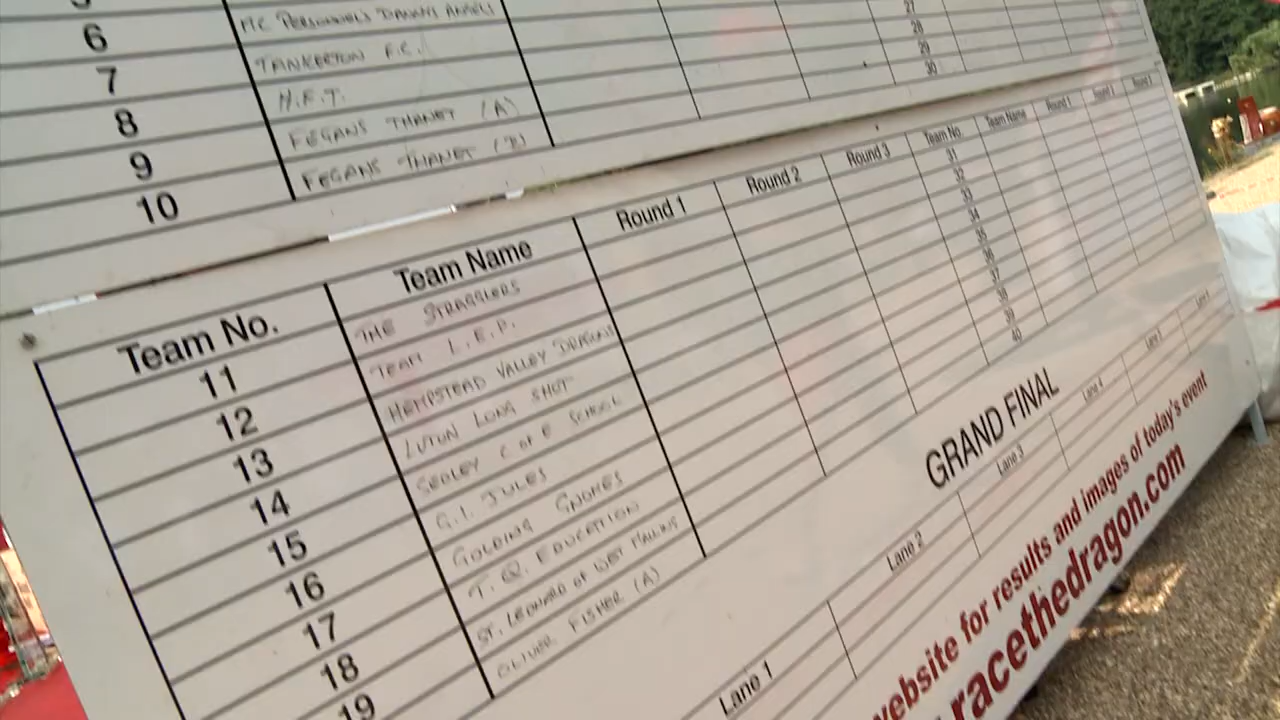 6 MC PERSONNEL'S DANCING ANGELS
7 TANKERTON F.C.
8 H.F.T.
9 FEGANS THANET (A)
10 FEGANS THANET (B)
27
28
29
30
Team No. Team Name Round 1 Round 2 Round 3
11 THE STRAGGLERS
12 TEAM L.E.P.
13 HEMPSTEAD VALLEY DRAGONS
14 LUTON LONG SHOT
15 SEDLEY C OF E SCHOOL
16 G.I. JULES
17 GOLDING GNOMES
18 T.Q. EDUCATION
19 ST. LEONARD OF WEST MALLING
OLIVER FISHER (A)
Team No. Team Name Round 1
31
32
33
34
35
36
37
38
39
40
GRAND FINAL
Lane 1 Lane 2 Lane 3 Lane 4
website for results and images of today's event
racethedragon.com